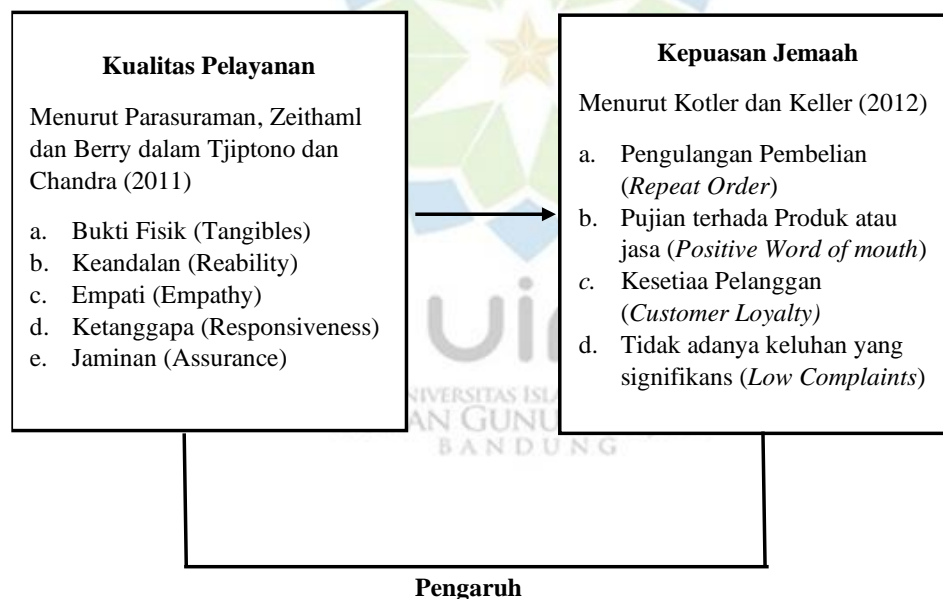 Kualitas Pelayanan
Menurut Parasuraman, Zeithaml
dan Berry dalam Tjiptono dan
Chandra (2011)
a. Bukti Fisik (Tangibles)
b. Keandalan (Reability)
c. Empati (Empathy)
d. Ketanggapa (Responsiveness)
e. Jaminan (Assurance)
Kepuasan Jemaah
Menurut Kotler dan Keller (2012)
a. Pengulangan Pembelian
(Repeat Order)
b. Pujian terhada Produk atau
jasa (Positive Word of mouth)
c. Kesetiaa Pelanggan
(Customer Loyalty)
d. Tidak adanya keluhan yang
signifikans (Low Complaints)
BANDUNG
Pengaruh